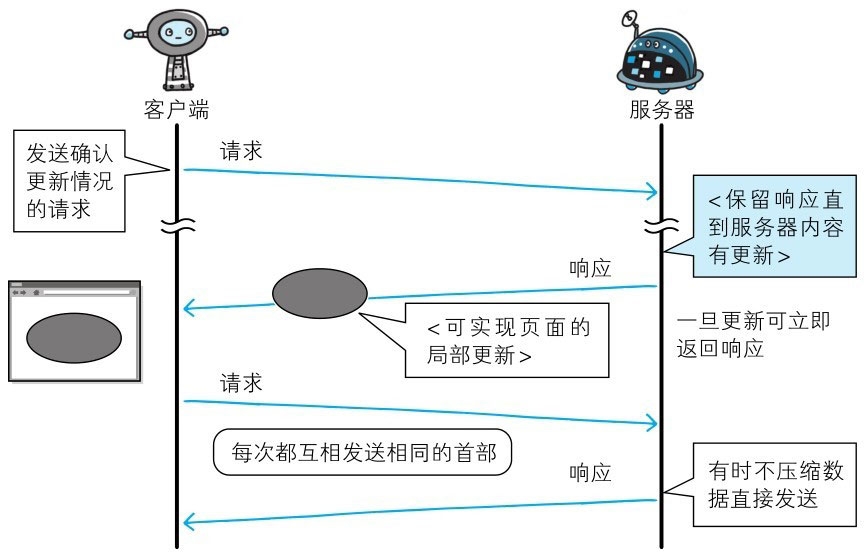 客户端
服务器
发送确认
更新情况
的请求
请求
<保留响应直
到服务器内容
有更新>
响应
<可实现页面的
局部更新>
一旦更新可立即
返回响应
请求
每次都互相发送相同的首部
响应
有时不压缩数
据直接发送